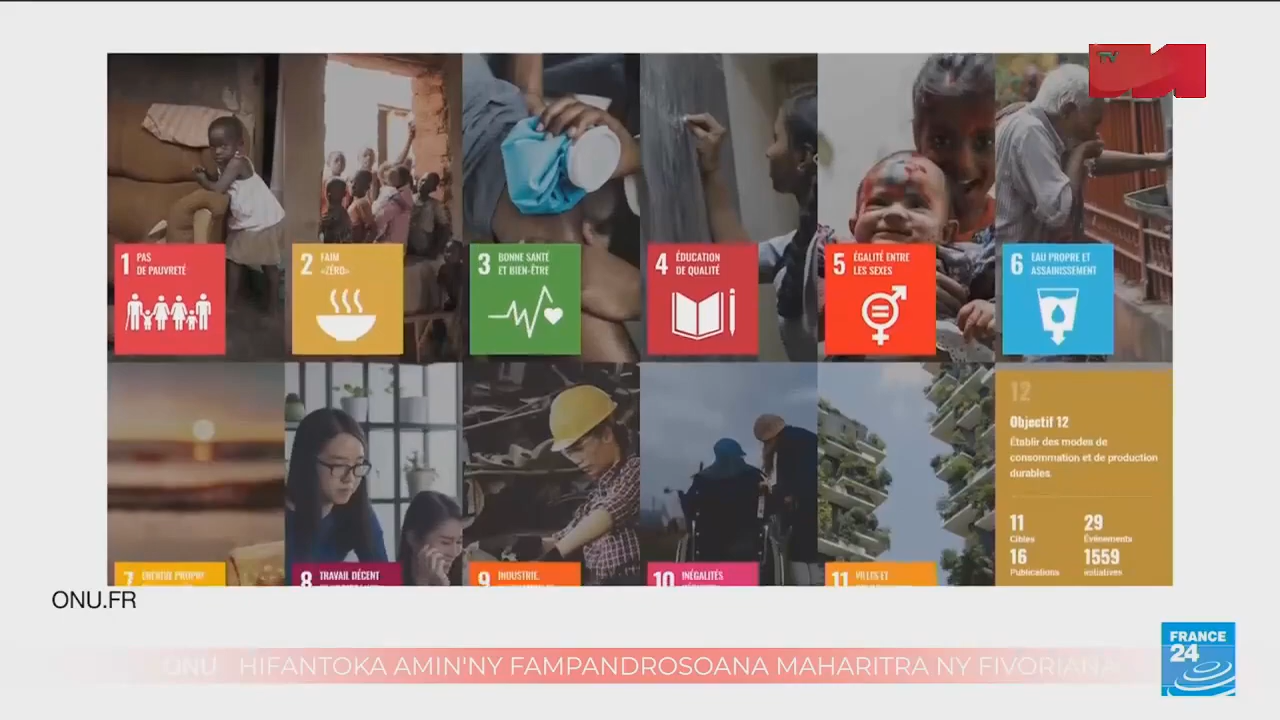 TV
1 PAS
DE PAUVRETÉ
2 FAIM
«ZÉRO»
3 BONNE SANTÉ
ET BIEN-ÊTRE
4 ÉDUCATION
DE QUALITÉ
5 ÉGALITÉ ENTRE
LES SEXES
6 EAU PROPRE ET
ASSAINISSEMENT
7
8 TRAVAIL DÉCENT
9 INDUSTRIE,
10 INÉGALITÉS
11 VILLES ET
12
Objectif 12
Établir des modes de
consommation et de production
durables.
11 29
Cibles Événements
16 1559
Publications
ONU.FR
ONU HIFANTOKA AMIN'NY FAMPANDROSOANA MAHARITRA NY FIVORIANA
FRANCE
24